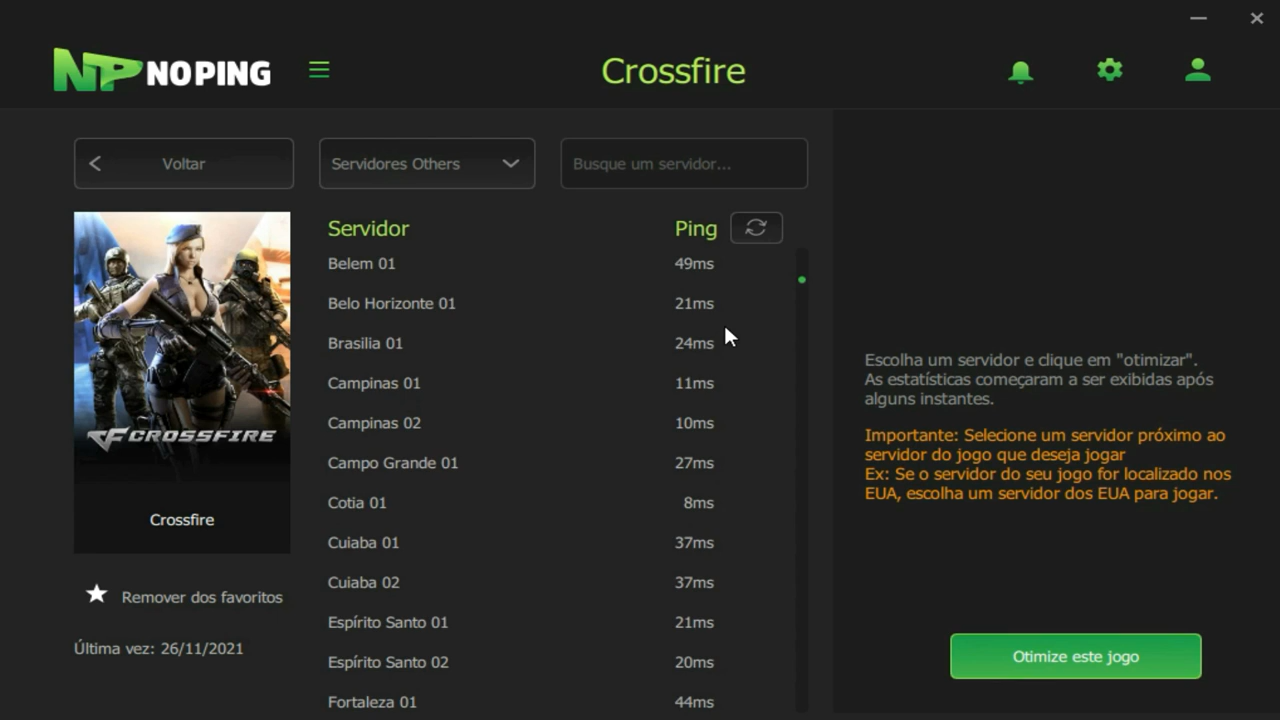 NP NOPING
Crossfire
Voltar
Servidores Others
Busque um servidor...
CF CROSSFIRE
Crossfire
Remover dos favoritos
Última vez: 26/11/2021
Servidor Ping
Belem 01 49ms
Belo Horizonte 01 21ms
Brasilia 01 24ms
Campinas 01 11ms
Campinas 02 10ms
Campo Grande 01 27ms
Cotia 01 8ms
Cuiaba 01 37ms
Cuiaba 02 37ms
Espírito Santo 01 21ms
Espírito Santo 02 20ms
Fortaleza 01 44ms
Escolha um servidor e clique em "otimizar".
As estatísticas começaram a ser exibidas após
alguns instantes.
Importante: Selecione um servidor próximo ao
servidor do jogo que deseja jogar
Ex: Se o servidor do seu jogo for localizado nos
EUA, escolha um servidor dos EUA para jogar.
Otimize este jogo